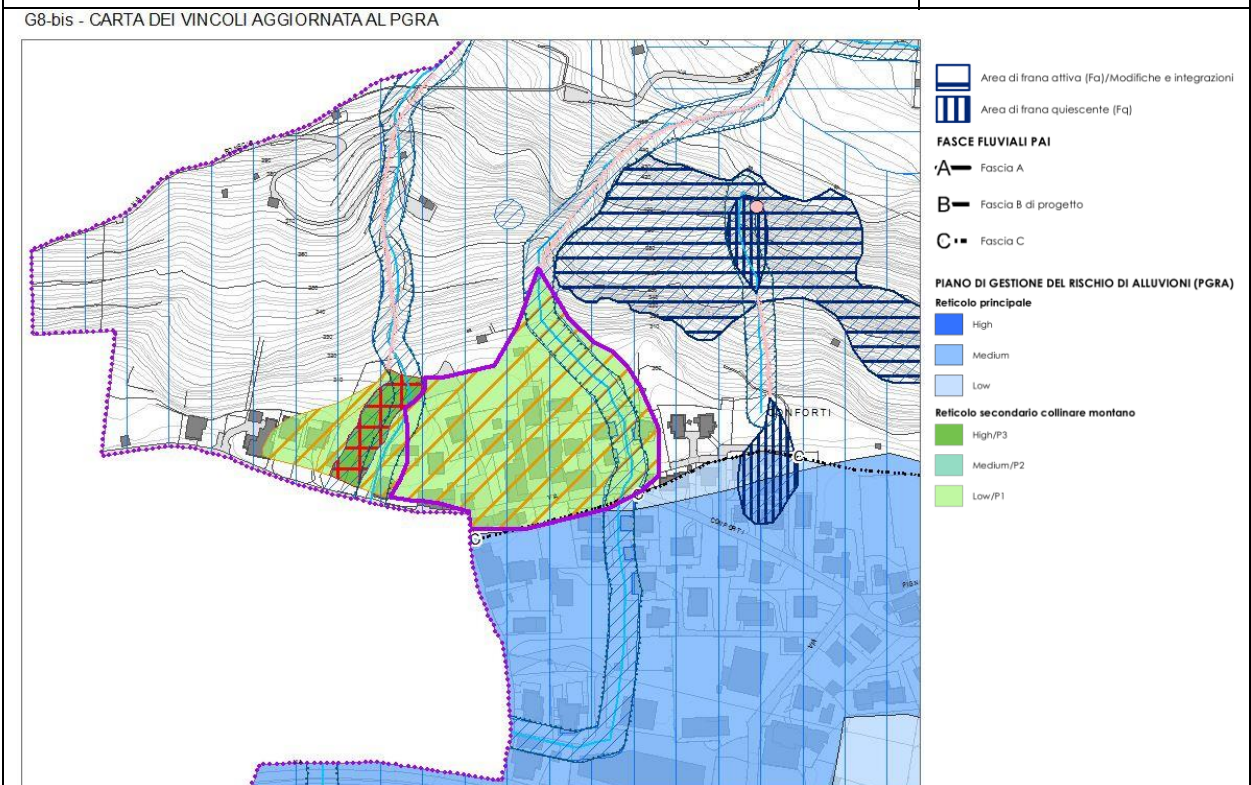 G8-bis - CARTA DEI VINCOLI AGGIORNATA AL PGRA
Area di frana attiva (Fa)/Modifiche e integrazioni
Area di frana quiescente (Fq)
FASCE FLUVIALI PAI
A Fascia A
B Fascia B di progetto
C Fascia C
PIANO DI GESTIONE DEL RISCHIO DI ALLUVIONI (PGRA)
Reticolo principale
High
Medium
Low
Reticolo secondario collinare montano
High/P3
Medium/P2
Low/P1
CONFORTI
C
C
C
CONFORTI
VIA